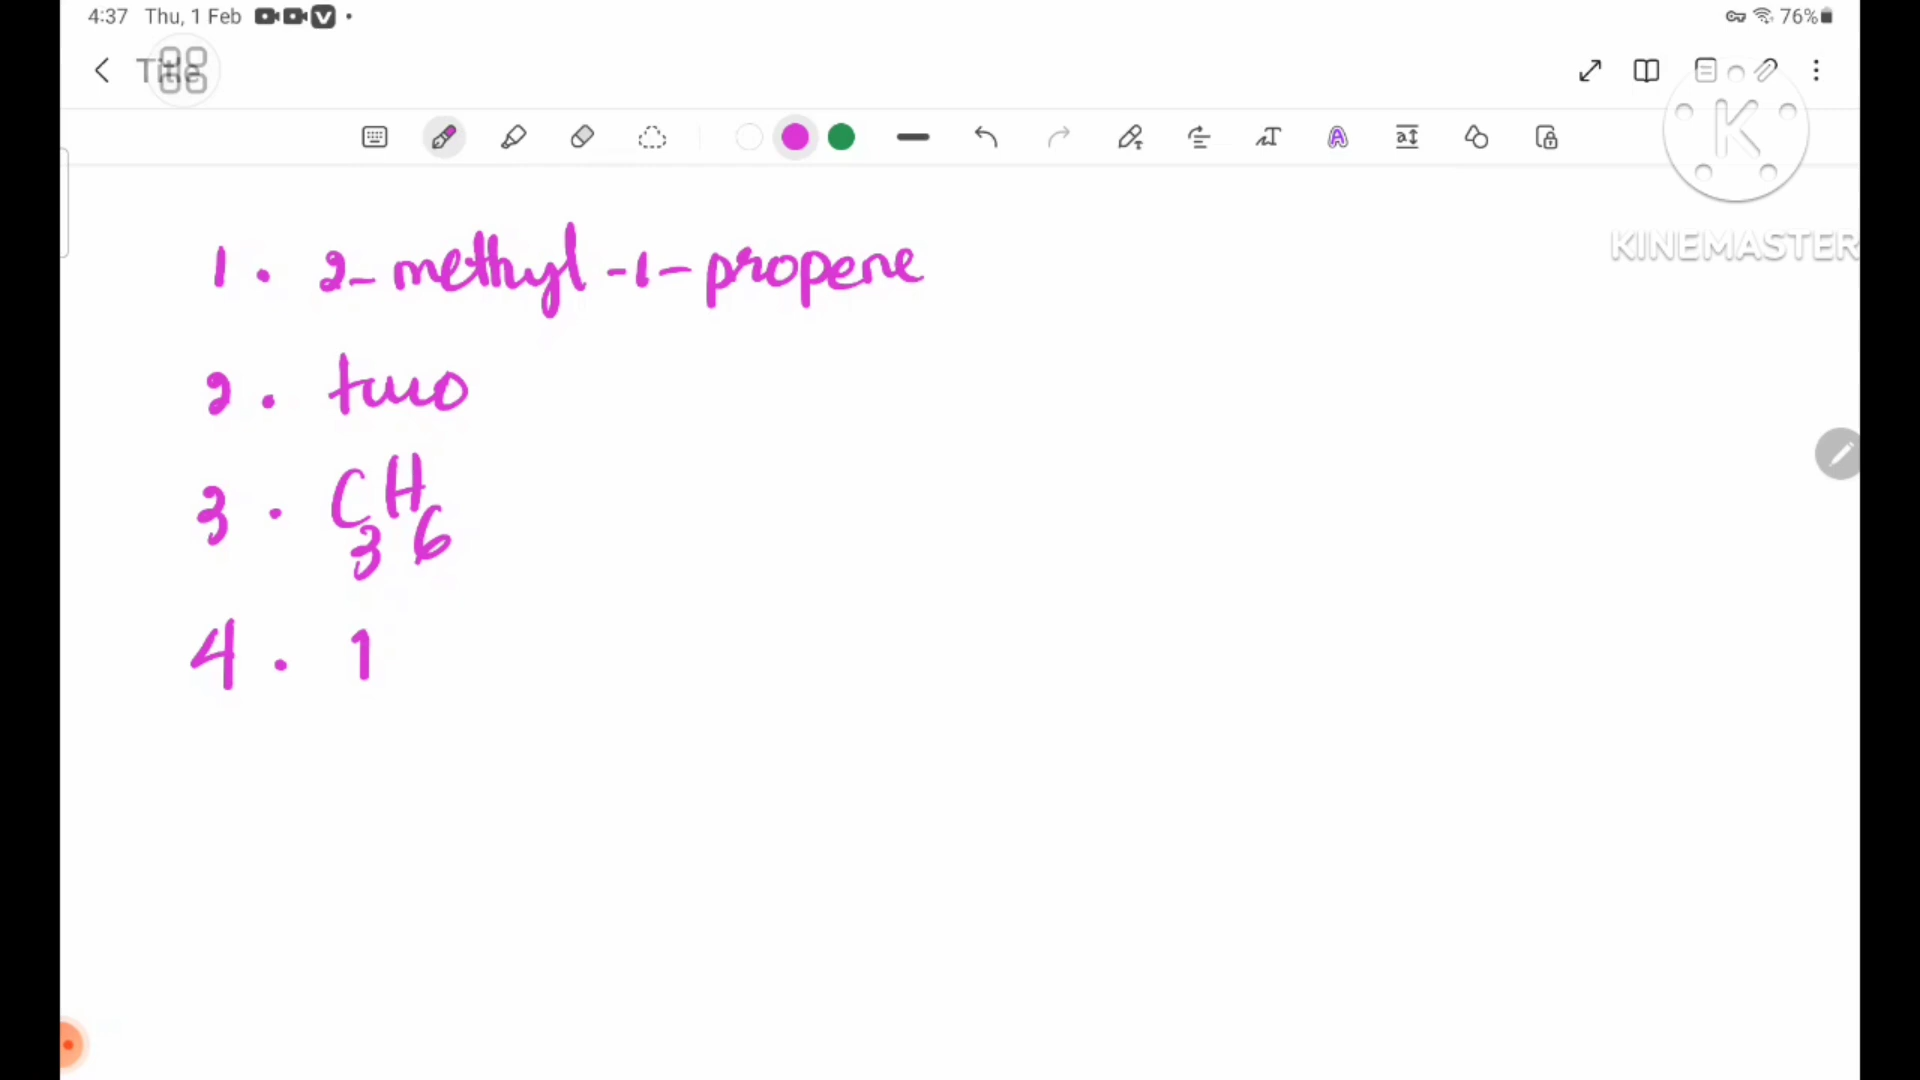 4:37 Thu, 1 Feb
76%
Title
KINEMASTER
1. 2-methyl-1-propene
2. two
3. C3H6
4. 1